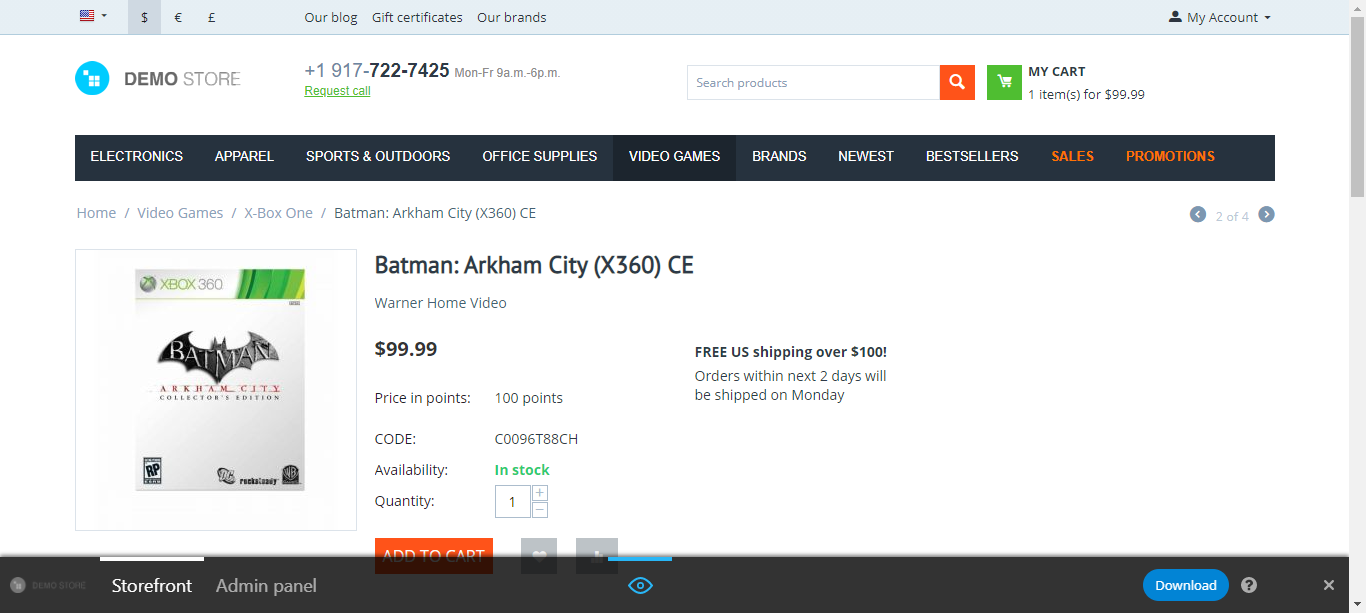 $ € £ Our blog Gift certificates Our brands My Account
DEMO STORE
+1 917-722-7425 Mon-Fr 9a.m.-6p.m.
Request call
Search products
MY CART
1 item(s) for $99.99
ELECTRONICS APPAREL SPORTS & OUTDOORS OFFICE SUPPLIES VIDEO GAMES BRANDS NEWEST BESTSELLERS SALES PROMOTIONS
Home / Video Games / X-Box One / Batman: Arkham City (X360) CE
2 of 4
XBOX 360
BATMAN
ARKHAM CITY
COLLECTOR'S EDITION
RP
DC rocksteady WB
Batman: Arkham City (X360) CE
Warner Home Video
$99.99
Price in points: 100 points
CODE: C0096T88CH
Availability: In stock
Quantity: 1 + −
FREE US shipping over $100!
Orders within next 2 days will
be shipped on Monday
ADD TO CART
DEMO STORE Storefront Admin panel Download ? ×